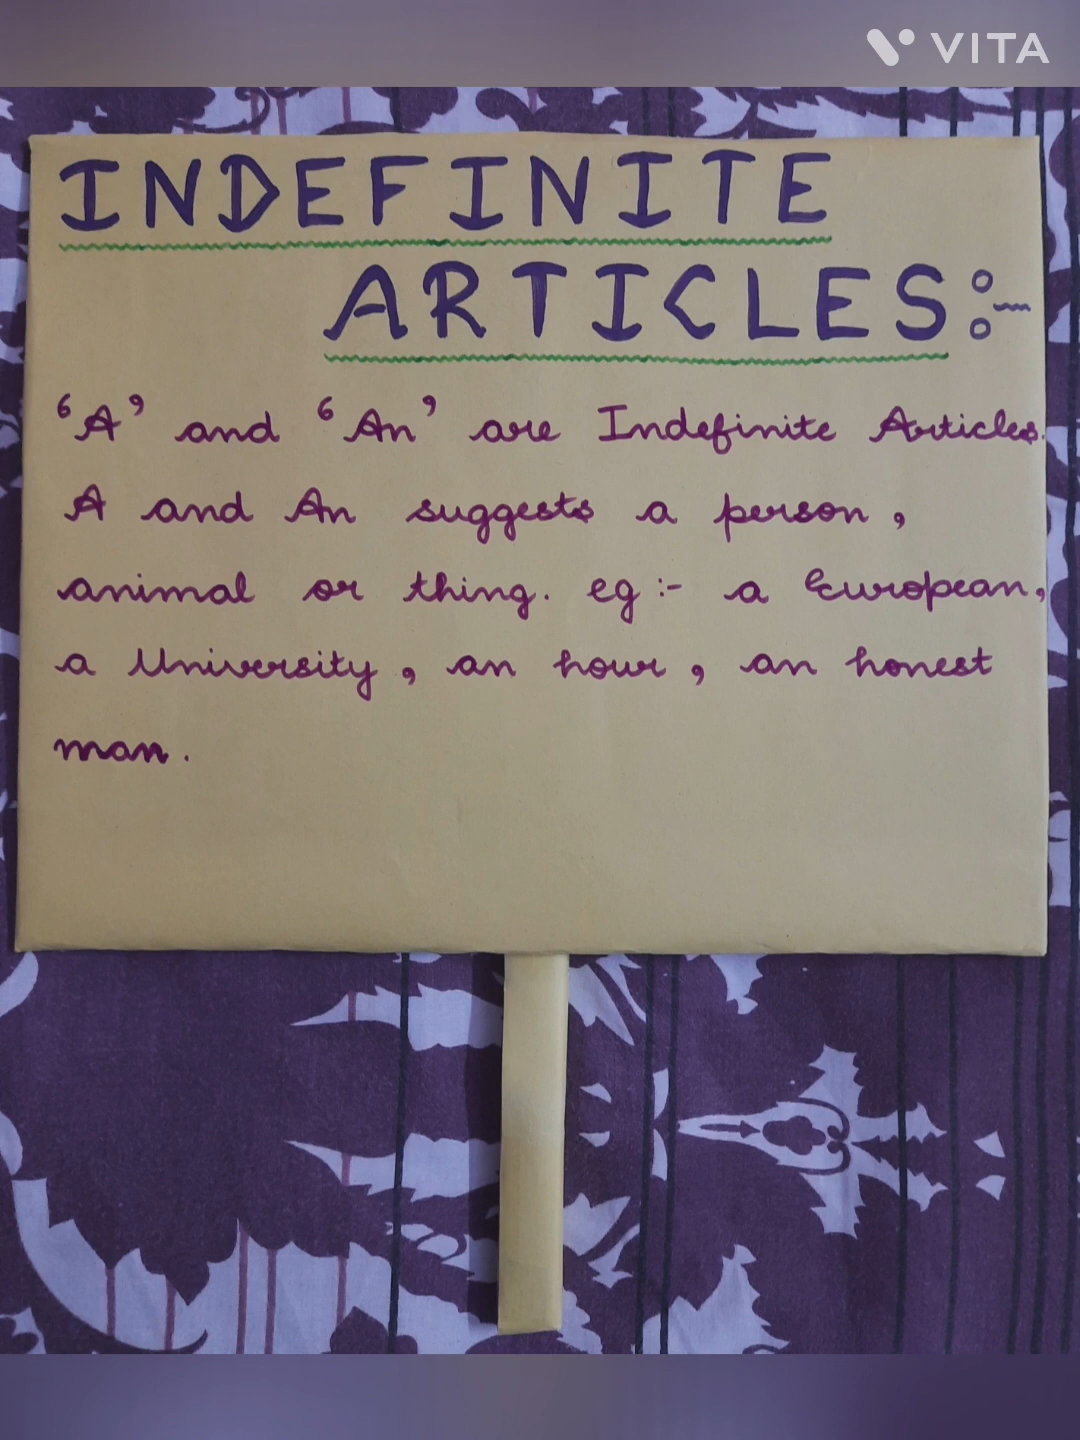 VITA
INDEFINITE
ARTICLES:-
'A' and 'An' are Indefinite Articles.
A and An suggests a person,
animal or thing. eg:- a European,
a University, an hour, an honest
man.